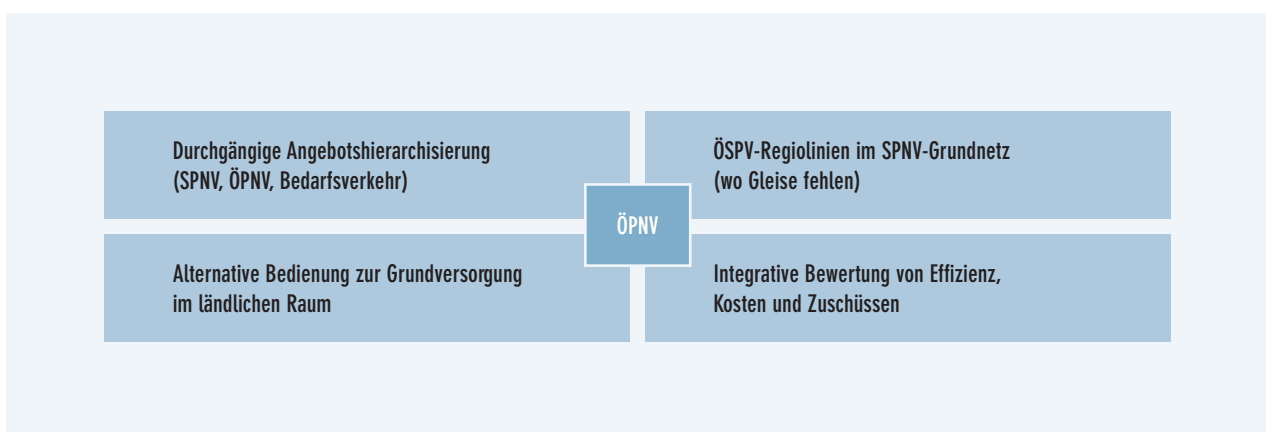 Durchgängige Angebotshierarchisierung
(SPNV, ÖPNV, Bedarfsverkehr)
ÖSPV-Regiolinien im SPNV-Grundnetz
(wo Gleise fehlen)
ÖPNV
Alternative Bedienung zur Grundversorgung
im ländlichen Raum
Integrative Bewertung von Effizienz,
Kosten und Zuschüssen